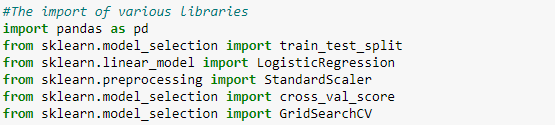 #The import of various libraries
import pandas as pd
from sklearn.model_selection import train_test_split
from sklearn.linear_model import LogisticRegression
from sklearn.preprocessing import StandardScaler
from sklearn.model_selection import cross_val_score
from sklearn.model_selection import GridSearchCV